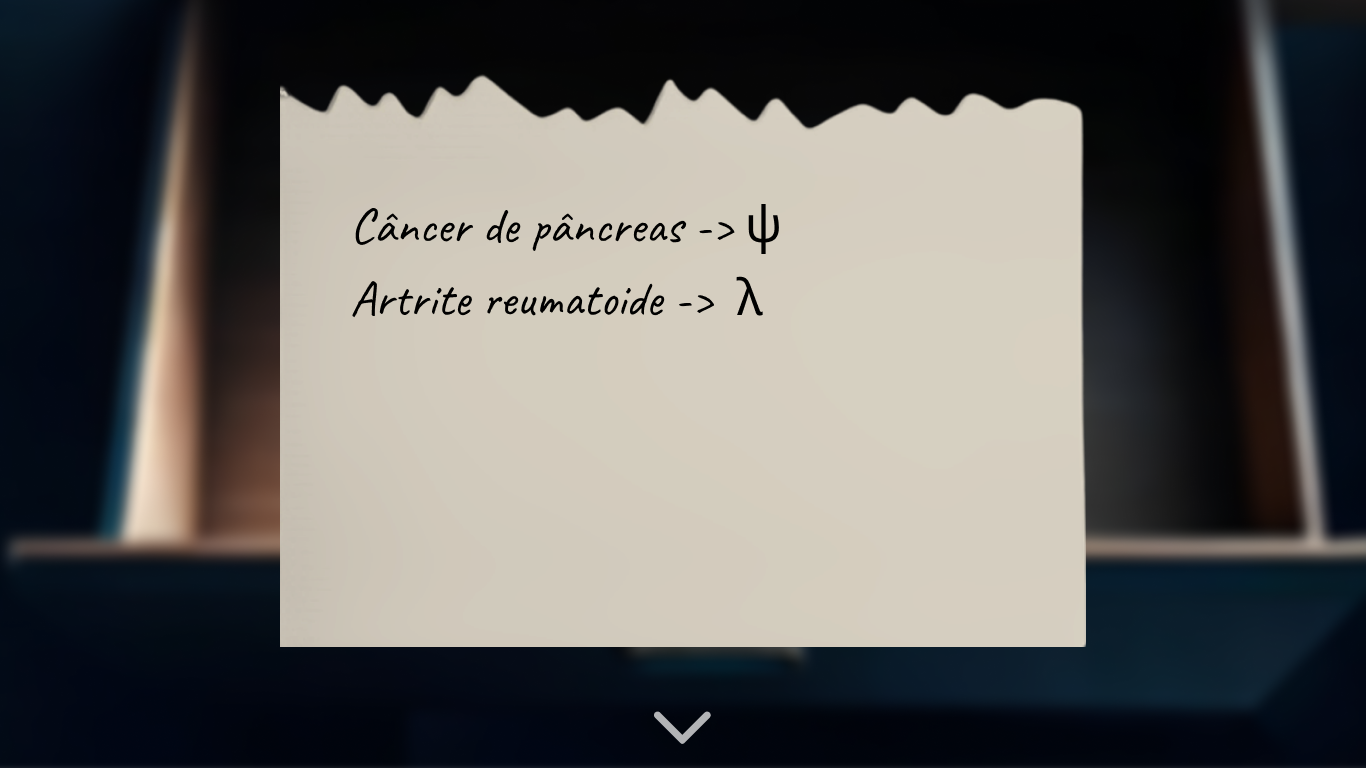 Câncer de pâncreas -> ψ
Artrite reumatoide -> λ